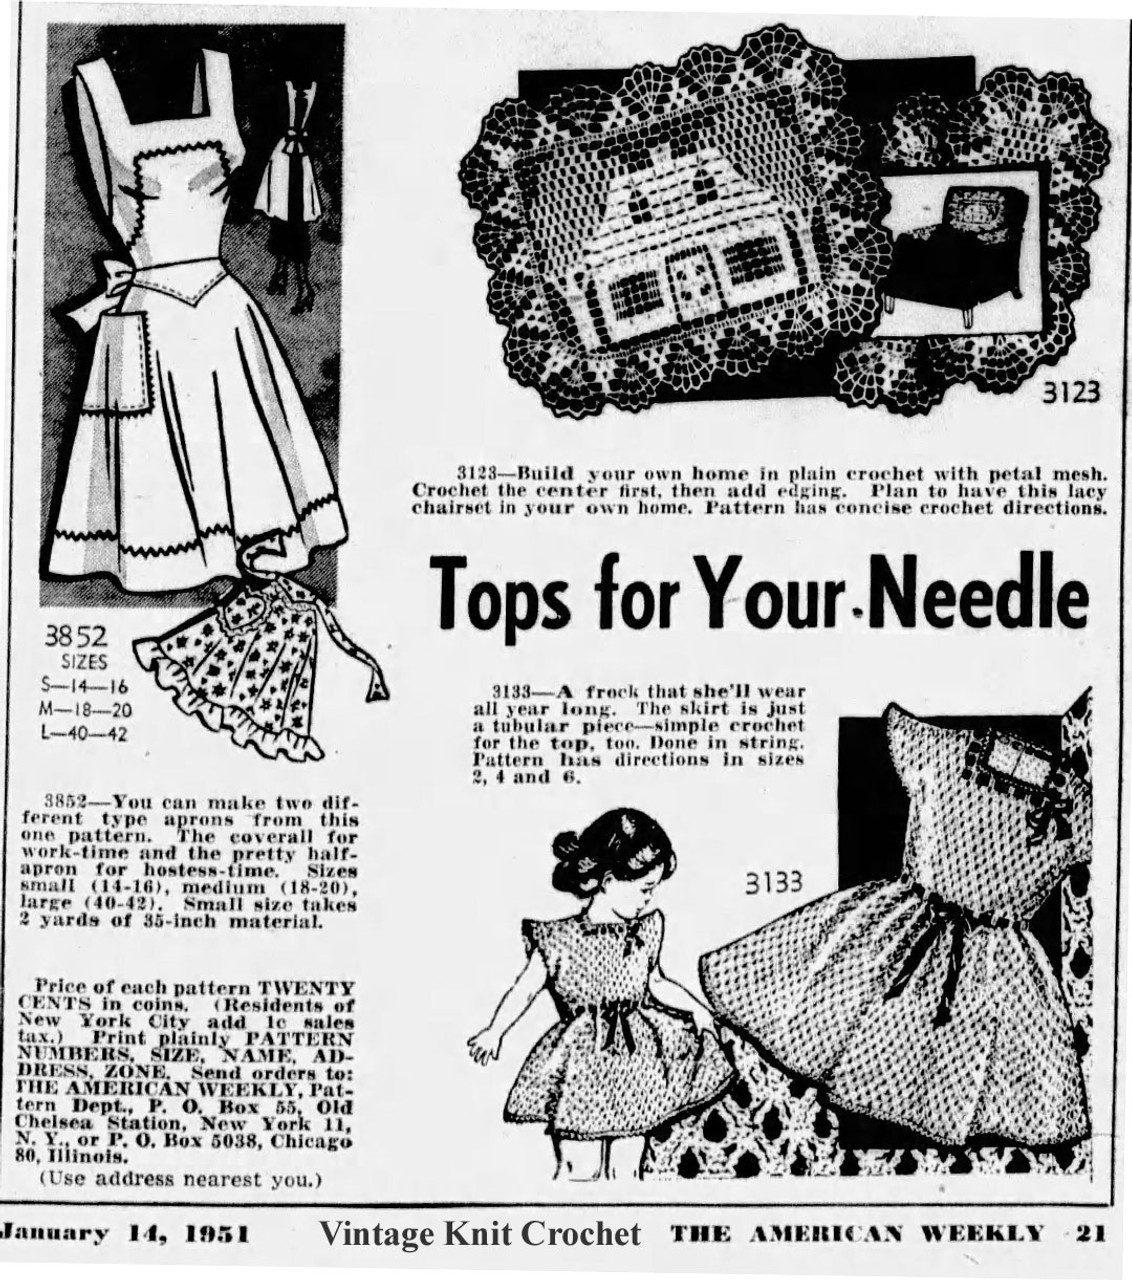 3852
SIZES
S—14—16
M—18—20
L—40—42
3852—You can make two dif-
ferent type aprons from this
one pattern. The coverall for
work-time and the pretty half-
apron for hostess-time. Sizes
small (14-16), medium (18-20),
large (40-42). Small size takes
2 yards of 35-inch material.
Price of each pattern TWENTY
CENTS in coins. (Residents of
New York City add 1c sales
tax.) Print plainly PATTERN
NUMBERS, SIZE, NAME, AD-
DRESS, ZONE. Send orders to:
THE AMERICAN WEEKLY, Pat-
tern Dept., P. O. Box 55, Old
Chelsea Station, New York 11,
N. Y., or P. O. Box 5038, Chicago
80, Illinois.
(Use address nearest you.)
3123
3123—Build your own home in plain crochet with petal mesh.
Crochet the center first, then add edging. Plan to have this lacy
chairset in your own home. Pattern has concise crochet directions.
Tops for Your Needle
3133—A frock that she'll wear
all year long. The skirt is just
a tubular piece—simple crochet
for the top, too. Done in string.
Pattern has directions in sizes
2, 4 and 6.
3133
January 14, 1951 Vintage Knit Crochet THE AMERICAN WEEKLY 21